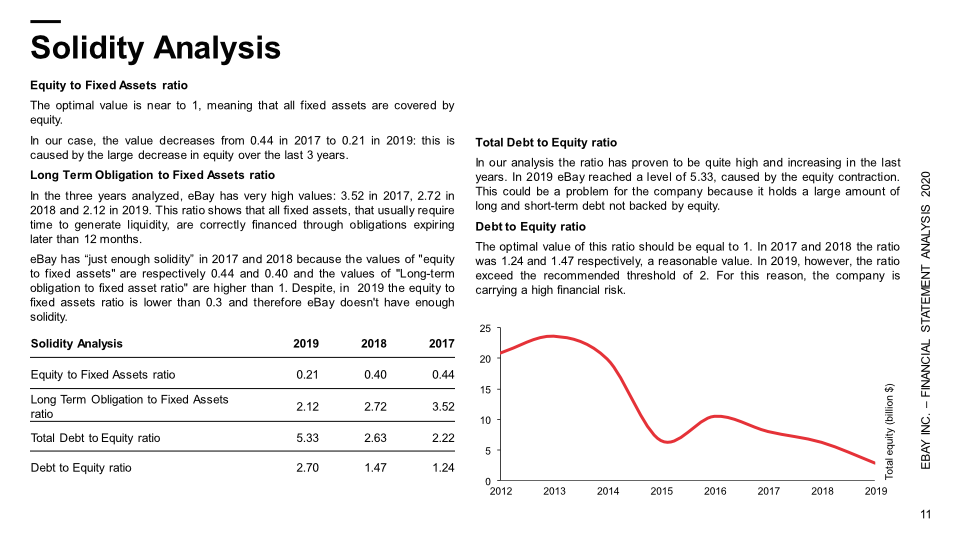 Solidity Analysis
Equity to Fixed Assets ratio
The optimal value is near to 1, meaning that all fixed assets are covered by
equity.
In our case, the value decreases from 0.44 in 2017 to 0.21 in 2019: this is
caused by the large decrease in equity over the last 3 years.
Long Term Obligation to Fixed Assets ratio
In the three years analyzed, eBay has very high values: 3.52 in 2017, 2.72 in
2018 and 2.12 in 2019. This ratio shows that all fixed assets, that usually require
time to generate liquidity, are correctly financed through obligations expiring
later than 12 months.
eBay has “just enough solidity” in 2017 and 2018 because the values of "equity
to fixed assets" are respectively 0.44 and 0.40 and the values of "Long-term
obligation to fixed asset ratio" are higher than 1. Despite, in 2019 the equity to
fixed assets ratio is lower than 0.3 and therefore eBay doesn't have enough
solidity.
Solidity Analysis 2019 2018 2017
Equity to Fixed Assets ratio 0.21 0.40 0.44
Long Term Obligation to Fixed Assets
ratio 2.12 2.72 3.52
Total Debt to Equity ratio 5.33 2.63 2.22
Debt to Equity ratio 2.70 1.47 1.24
Total Debt to Equity ratio
In our analysis the ratio has proven to be quite high and increasing in the last
years. In 2019 eBay reached a level of 5.33, caused by the equity contraction.
This could be a problem for the company because it holds a large amount of
long and short-term debt not backed by equity.
Debt to Equity ratio
The optimal value of this ratio should be equal to 1. In 2017 and 2018 the ratio
was 1.24 and 1.47 respectively, a reasonable value. In 2019, however, the ratio
exceed the recommended threshold of 2. For this reason, the company is
carrying a high financial risk.
25
20
15
10
5
0
2012 2013 2014 2015 2016 2017 2018 2019
Total equity (billion $)
EBAY INC. – FINANCIAL STATEMENT ANALYSIS 2020
11